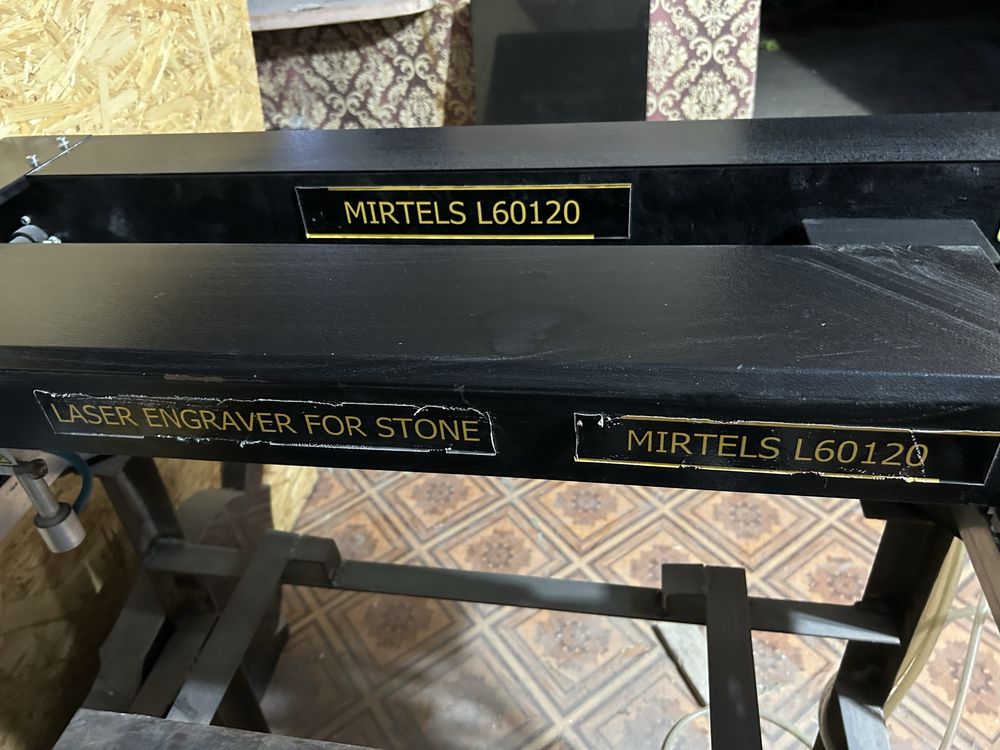 MIRTELS L60120
LASER ENGRAVER FOR STONE
MIRTELS L60120